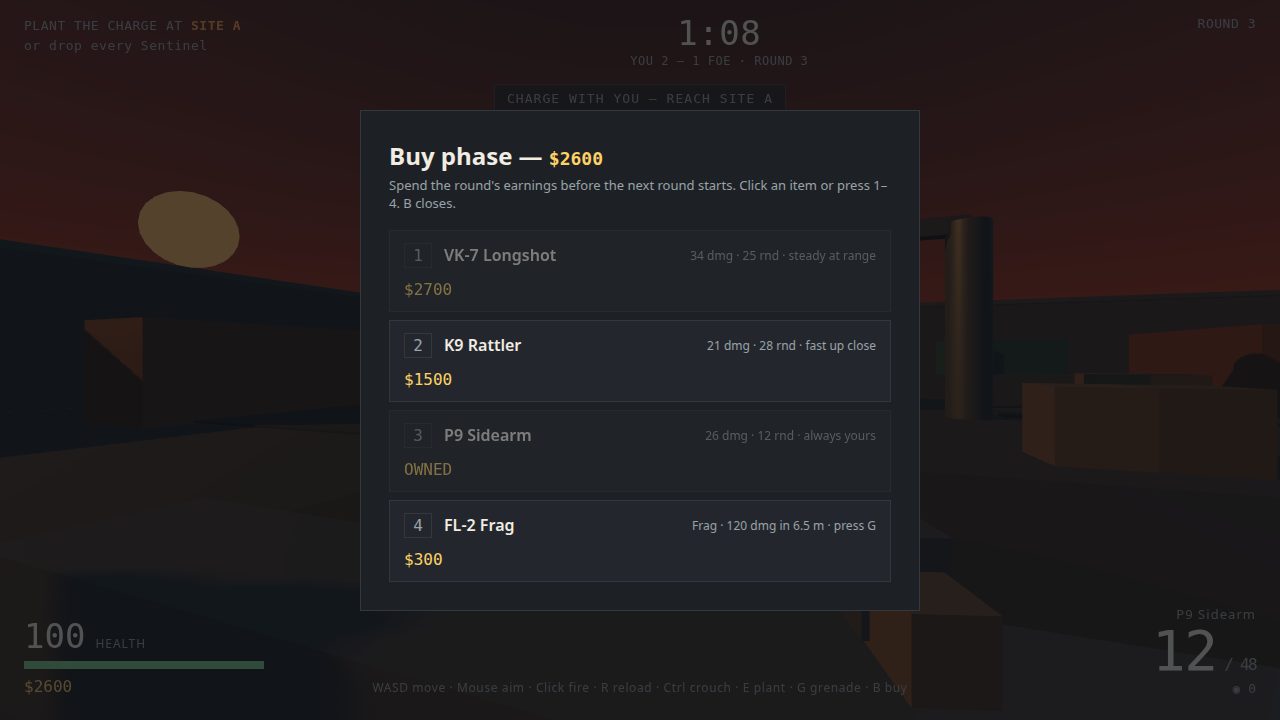 PLANT THE CHARGE AT SITE A
or drop every Sentinel
1:08
YOU 2 — 1 FOE · ROUND 3
ROUND 3
CHARGE WITH YOU — REACH SITE A
Buy phase — $2600
Spend the round's earnings before the next round starts. Click an item or press 1–
4. B closes.
1 VK-7 Longshot 34 dmg · 25 rnd · steady at range
$2700
2 K9 Rattler 21 dmg · 28 rnd · fast up close
$1500
3 P9 Sidearm 26 dmg · 12 rnd · always yours
OWNED
4 FL-2 Frag Frag · 120 dmg in 6.5 m · press G
$300
100 HEALTH
$2600
WASD move · Mouse aim · Click fire · R reload · Ctrl crouch · E plant · G grenade · B buy
P9 Sidearm
12 / 48
◉ 0